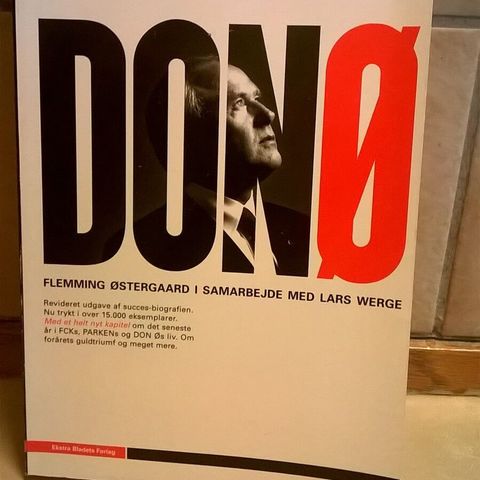 DONØ
FLEMMING ØSTERGAARD I SAMARBEJDE MED LARS WERGE
Revideret udgave af succes-biografien.
Nu trykt i over 15.000 eksemplarer.
Med et helt nyt kapitel om det seneste
år i FCKs, PARKENs og DON Øs liv. Om
forårets guldtriumf og meget mere.
Ekstra Bladets Forlag